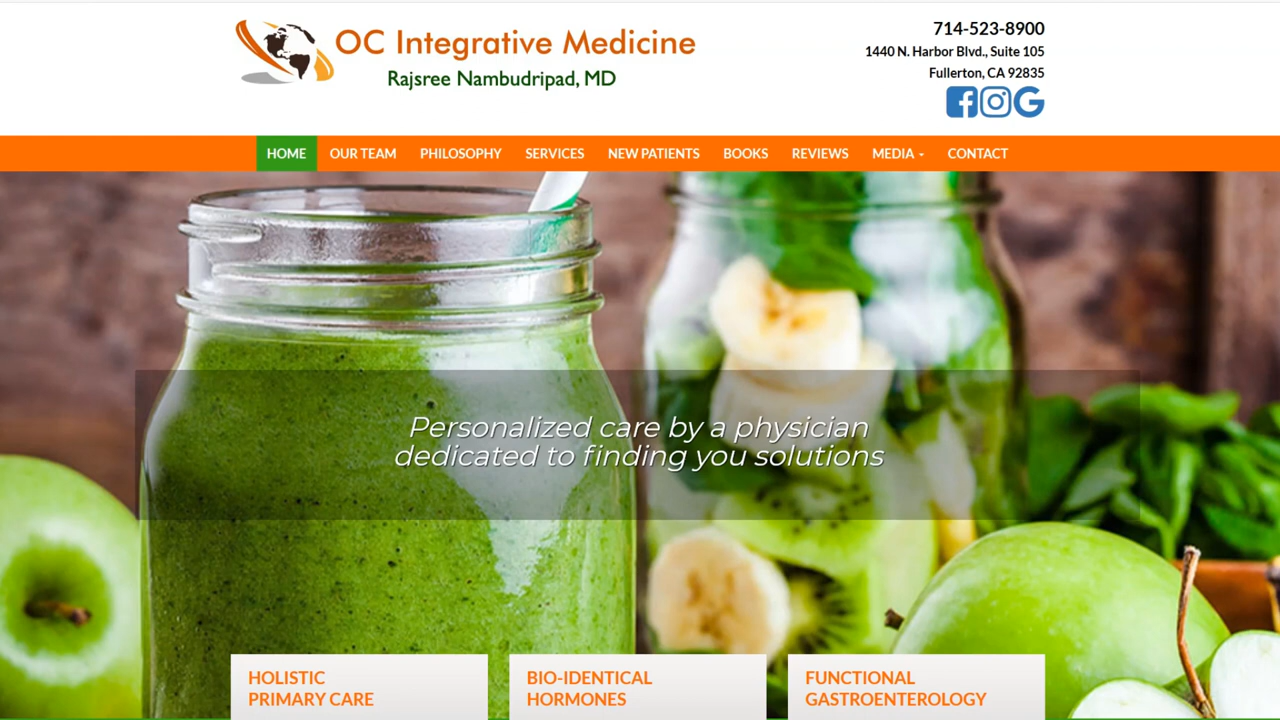 OC Integrative Medicine
Rajsree Nambudripad, MD
714-523-8900
1440 N. Harbor Blvd., Suite 105
Fullerton, CA 92835
HOME OUR TEAM PHILOSOPHY SERVICES NEW PATIENTS BOOKS REVIEWS MEDIA CONTACT
Personalized care by a physician
dedicated to finding you solutions
HOLISTIC
PRIMARY CARE
BIO-IDENTICAL
HORMONES
FUNCTIONAL
GASTROENTEROLOGY